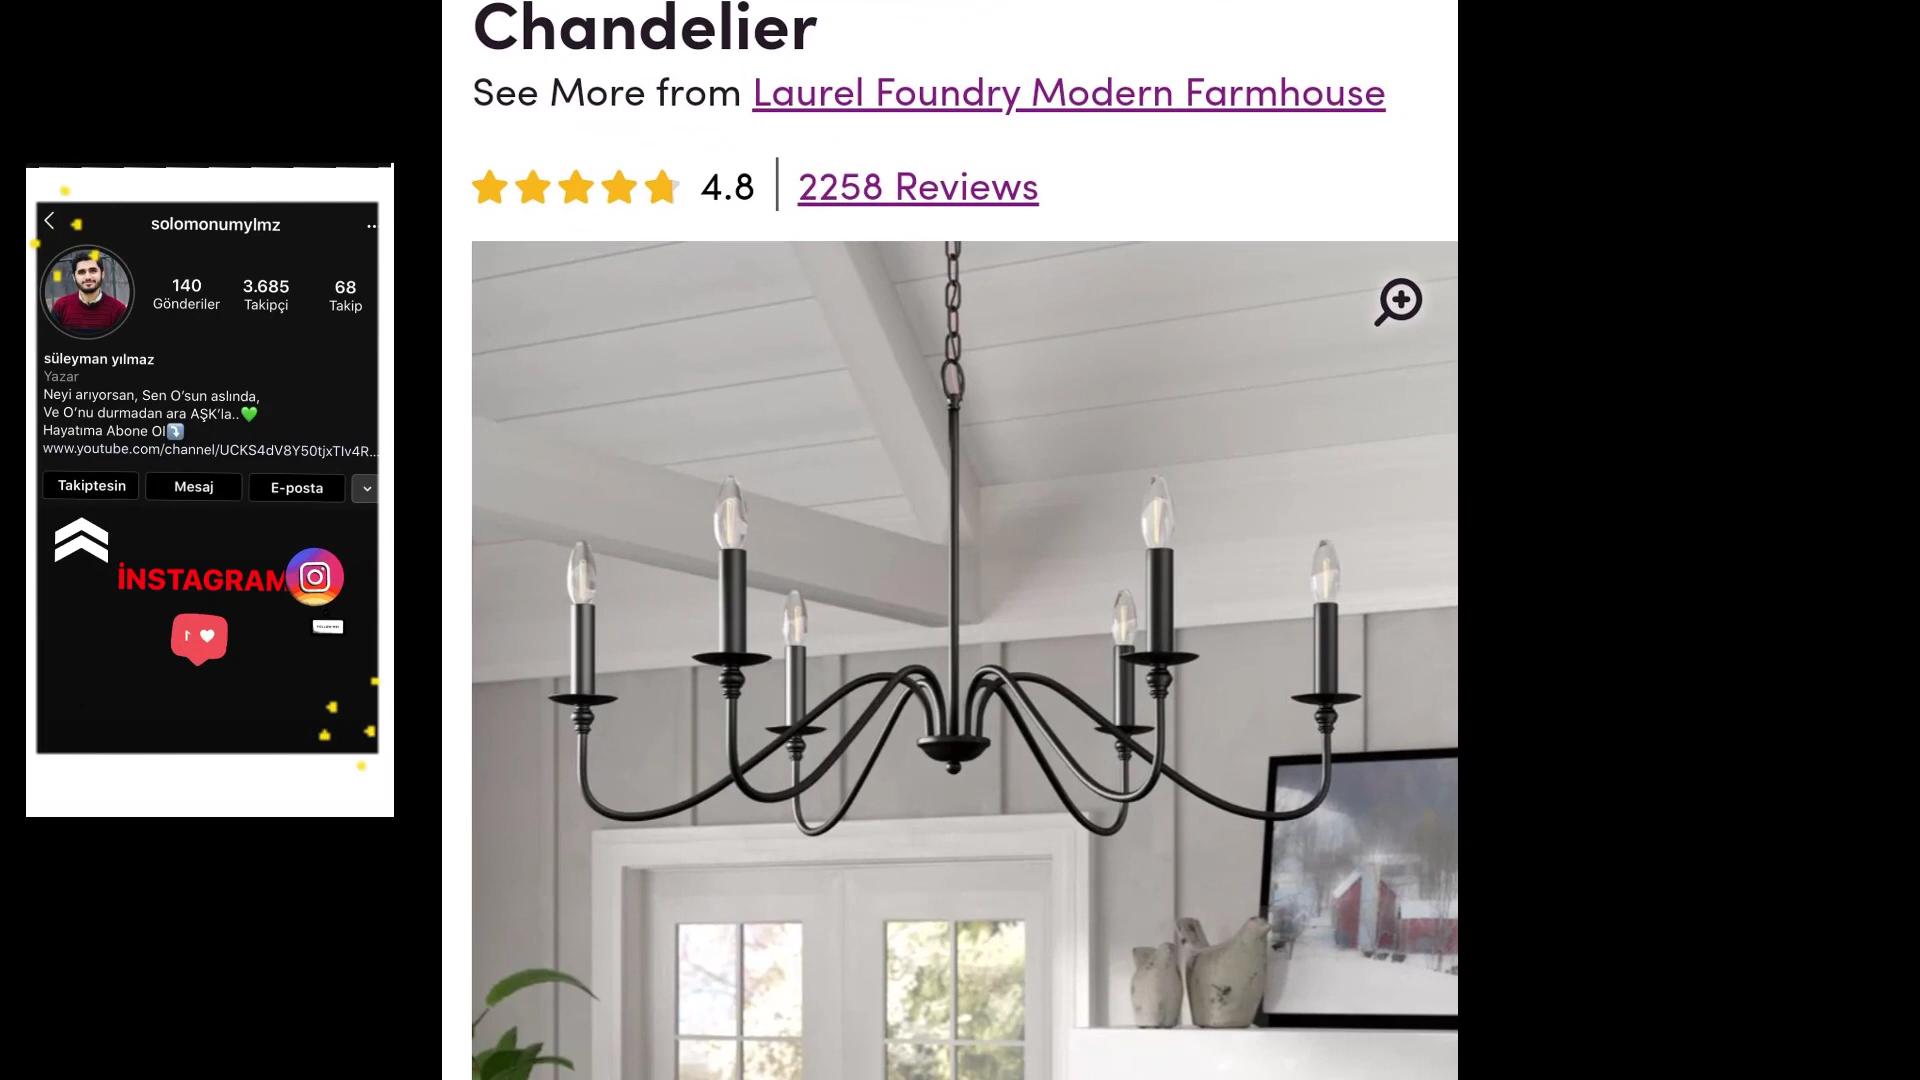 Chandelier
See More from Laurel Foundry Modern Farmhouse
4.8 | 2258 Reviews
solomonumylmz
140
Gönderiler
3.685
Takipçi
68
Takip
süleyman yılmaz
Yazar
Neyi arıyorsan, Sen O'sun aslında,
Ve O'nu durmadan ara AŞK'la..💚
Hayatıma Abone Ol⤵️
www.youtube.com/channel/UCKS4dV8Y50tjxTIv4R...
Takiptesin
Mesaj
E-posta
İNSTAGRAM
1